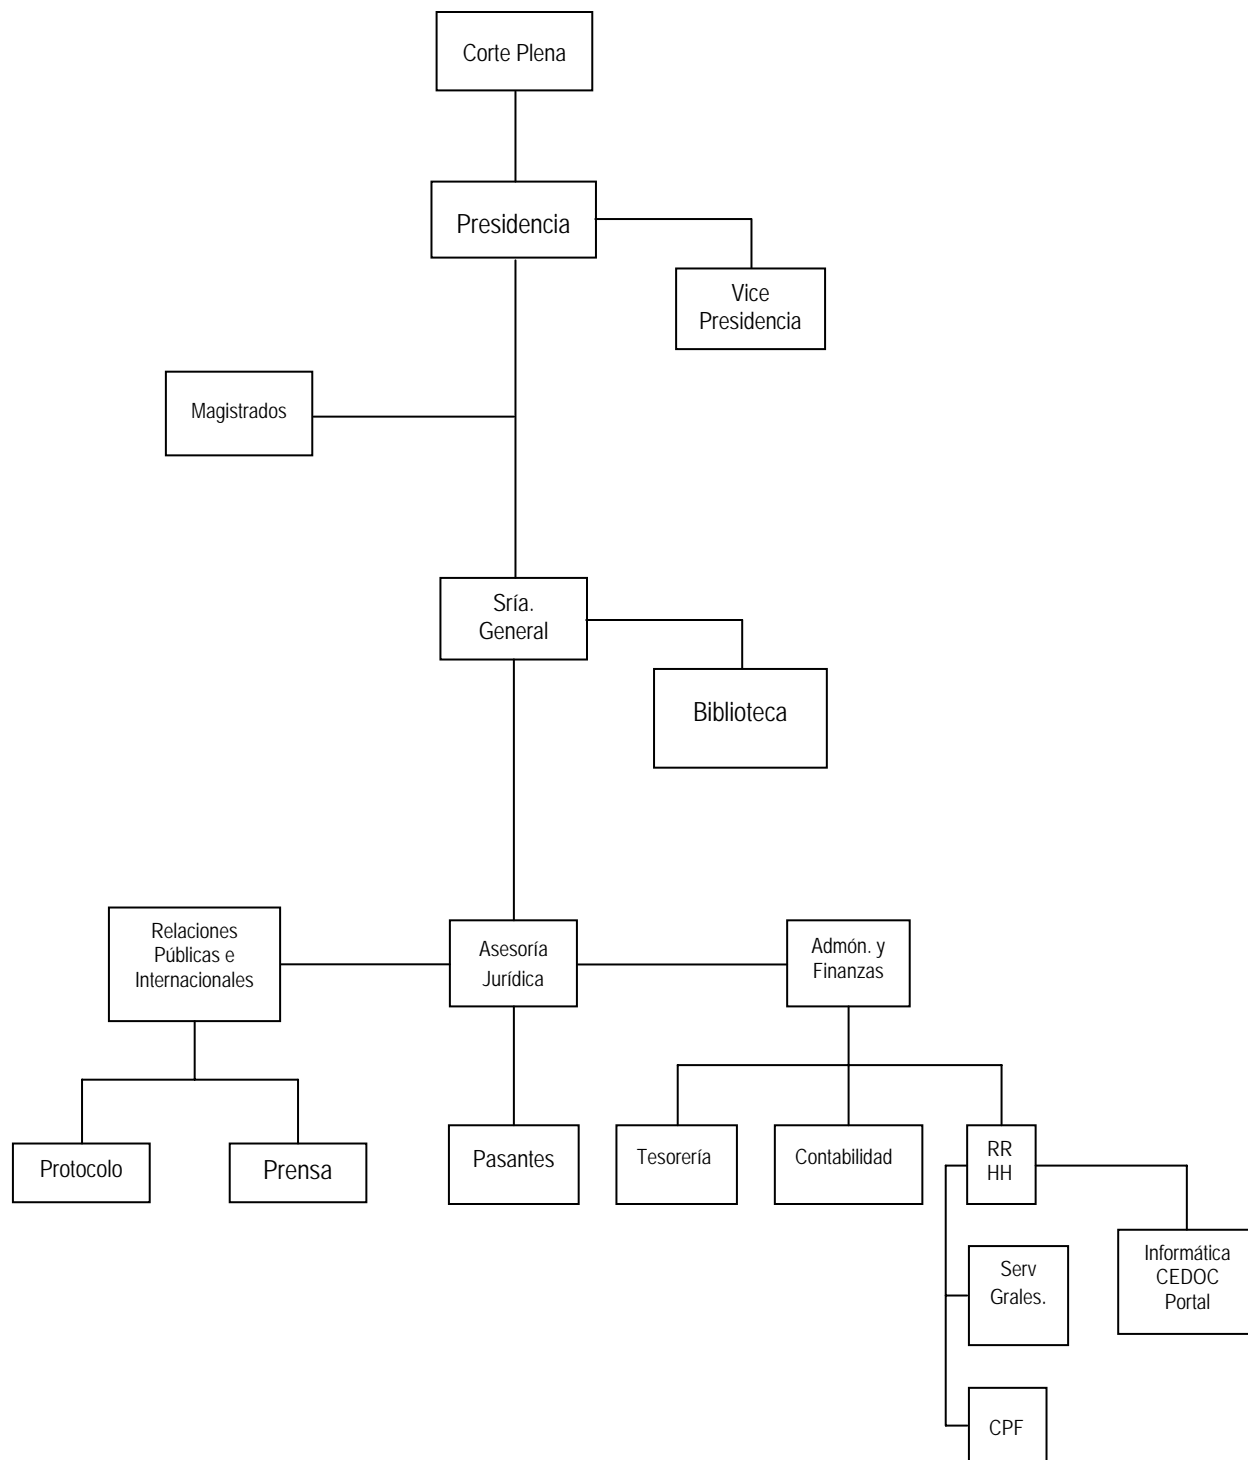 Corte Plena
Presidencia
Vice
Presidencia
Magistrados
Sría.
General
Biblioteca
Relaciones
Públicas e
Internacionales
Asesoría
Jurídica
Admón. y
Finanzas
Protocolo
Prensa
Pasantes
Tesorería
Contabilidad
RR
HH
Serv
Grales.
Informática
CEDOC
Portal
CPF